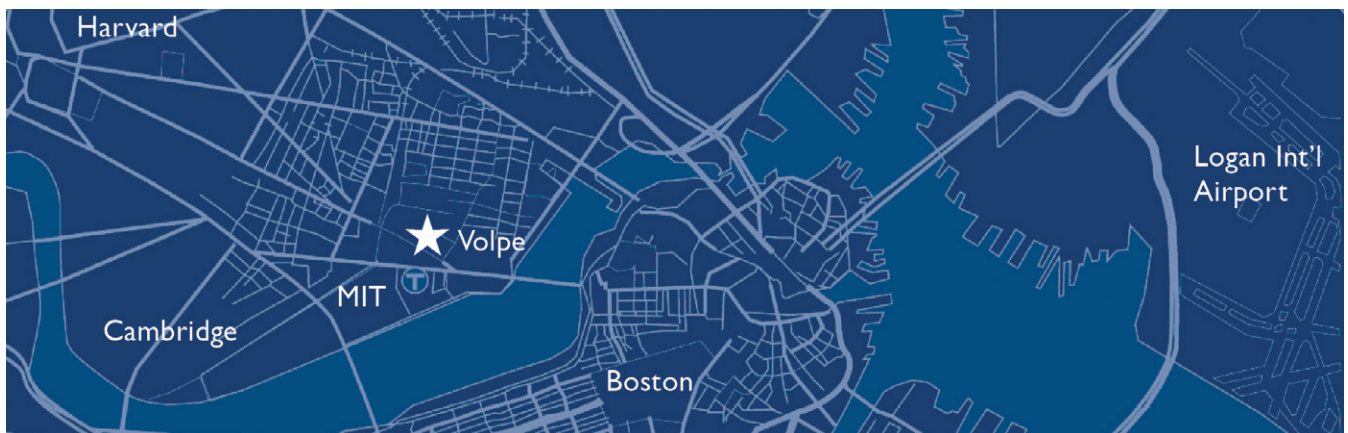 Harvard
Logan Int'l
Airport
Volpe
T
MIT
Cambridge
Boston